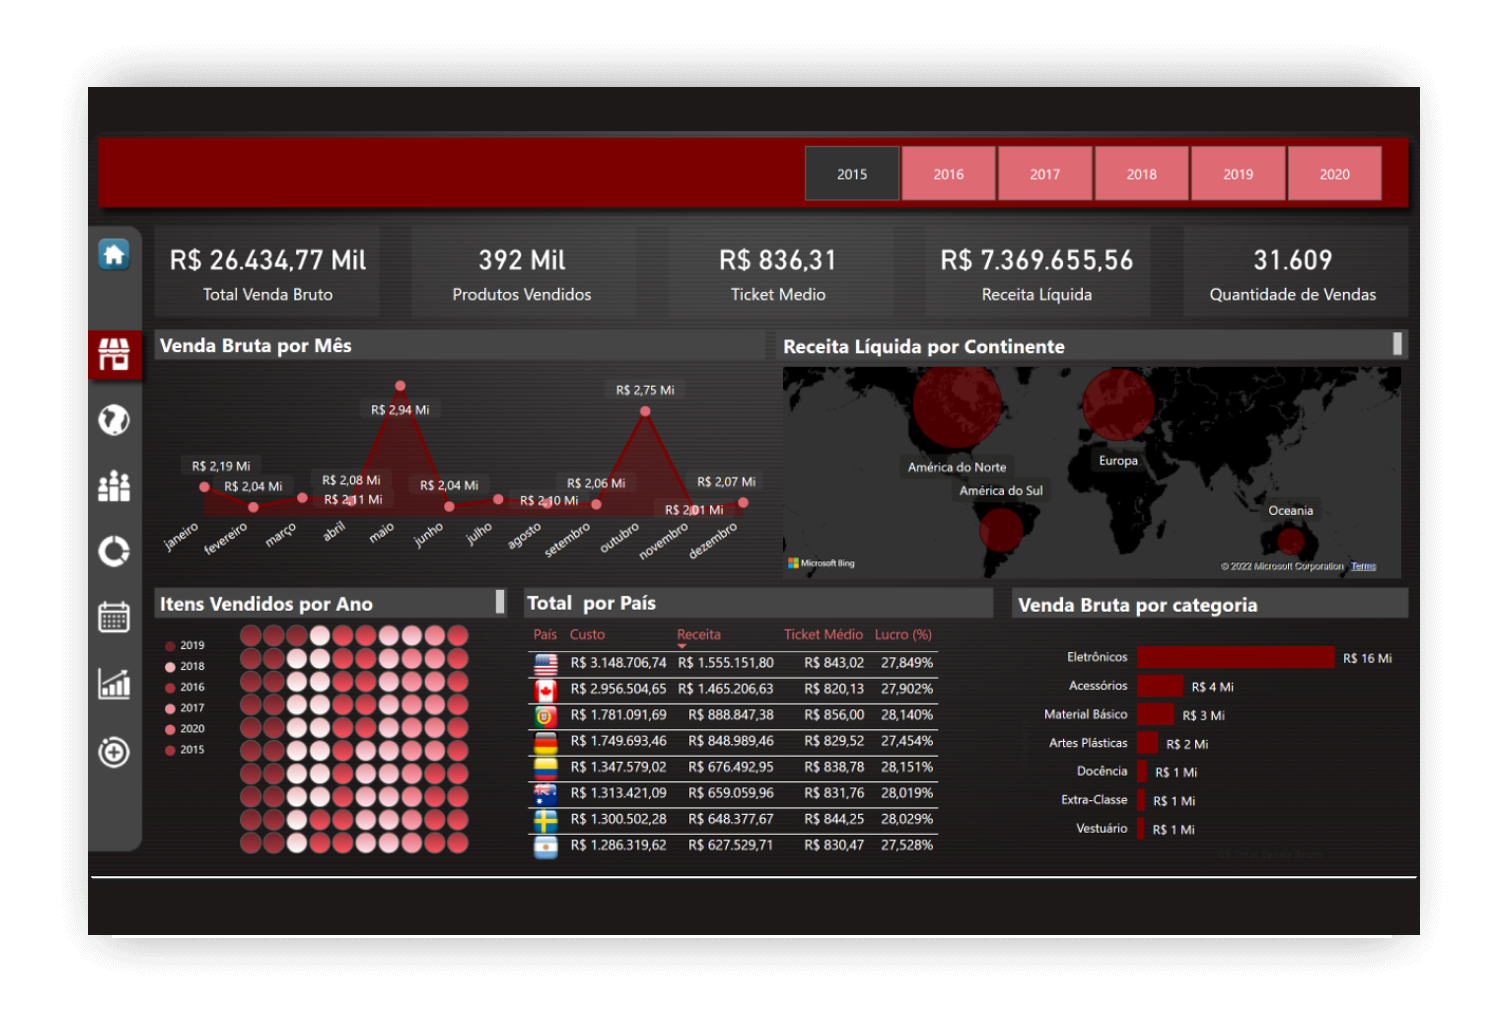 2015 2016 2017 2018 2019 2020
R$ 26.434,77 Mil
Total Venda Bruto
392 Mil
Produtos Vendidos
R$ 836,31
Ticket Medio
R$ 7.369.655,56
Receita Líquida
31.609
Quantidade de Vendas
Venda Bruta por Mês
R$ 2,19 Mi
R$ 2,04 Mi
R$ 2,08 Mi
R$ 2,11 Mi
R$ 2,94 Mi
R$ 2,04 Mi
R$ 2,10 Mi
R$ 2,06 Mi
R$ 2,75 Mi
R$ 2,01 Mi
R$ 2,07 Mi
janeiro
fevereiro
março
abril
maio
junho
julho
agosto
setembro
outubro
novembro
dezembro
Receita Líquida por Continente
América do Norte
Europa
América do Sul
Oceania
Microsoft Bing
© 2022 Microsoft Corporation Terms
Itens Vendidos por Ano
2019
2018
2016
2017
2020
2015
Total por País
País Custo Receita Ticket Médio Lucro (%)
R$ 3.148.706,74 R$ 1.555.151,80 R$ 843,02 27,849%
R$ 2.956.504,65 R$ 1.465.206,63 R$ 820,13 27,902%
R$ 1.781.091,69 R$ 888.847,38 R$ 856,00 28,140%
R$ 1.749.693,46 R$ 848.989,46 R$ 829,52 27,454%
R$ 1.347.579,02 R$ 676.492,95 R$ 838,78 28,151%
R$ 1.313.421,09 R$ 659.059,96 R$ 831,76 28,019%
R$ 1.300.502,28 R$ 648.377,67 R$ 844,25 28,029%
R$ 1.286.319,62 R$ 627.529,71 R$ 830,47 27,528%
Venda Bruta por categoria
Eletrônicos R$ 16 Mi
Acessórios R$ 4 Mi
Material Básico R$ 3 Mi
Artes Plásticas R$ 2 Mi
Docência R$ 1 Mi
Extra-Classe R$ 1 Mi
Vestuário R$ 1 Mi